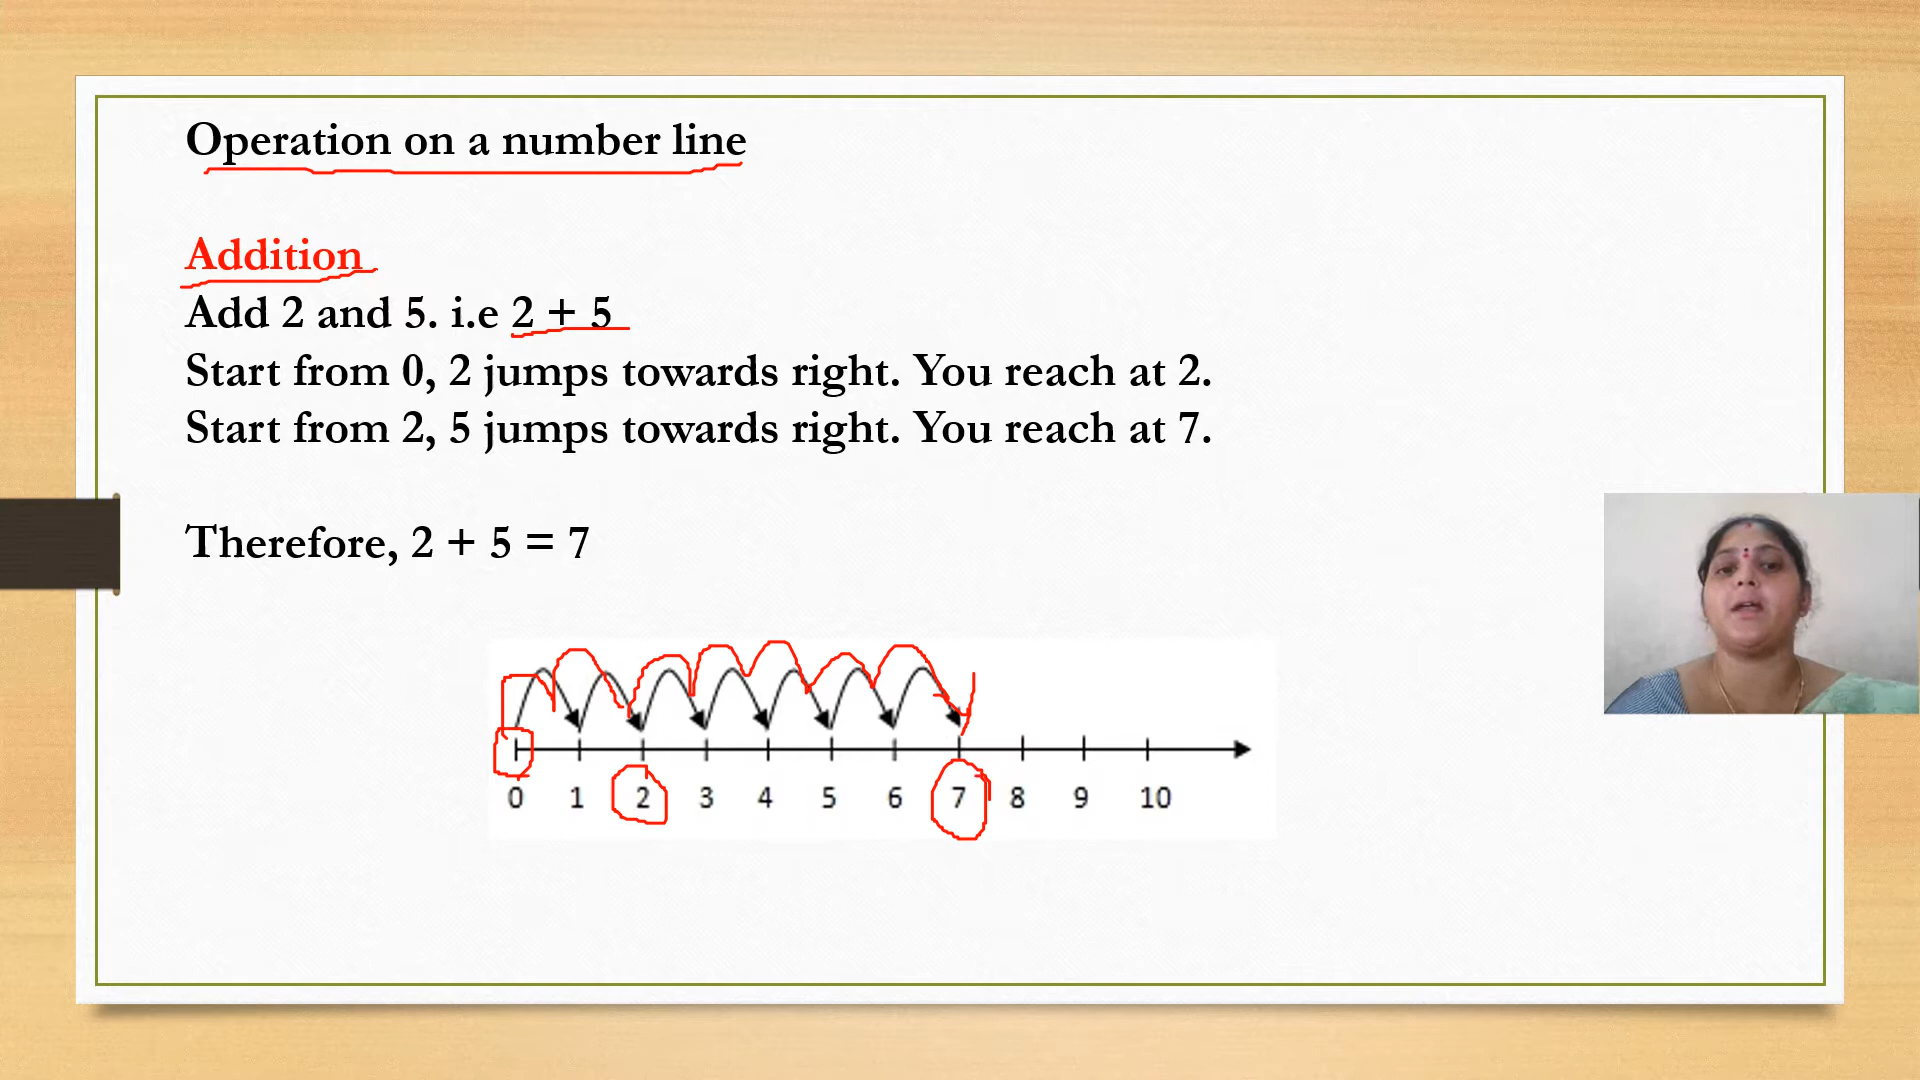 Operation on a number line
Addition
Add 2 and 5. i.e 2 + 5
Start from 0, 2 jumps towards right. You reach at 2.
Start from 2, 5 jumps towards right. You reach at 7.
Therefore, 2 + 5 = 7
0 1 2 3 4 5 6 7 8 9 10